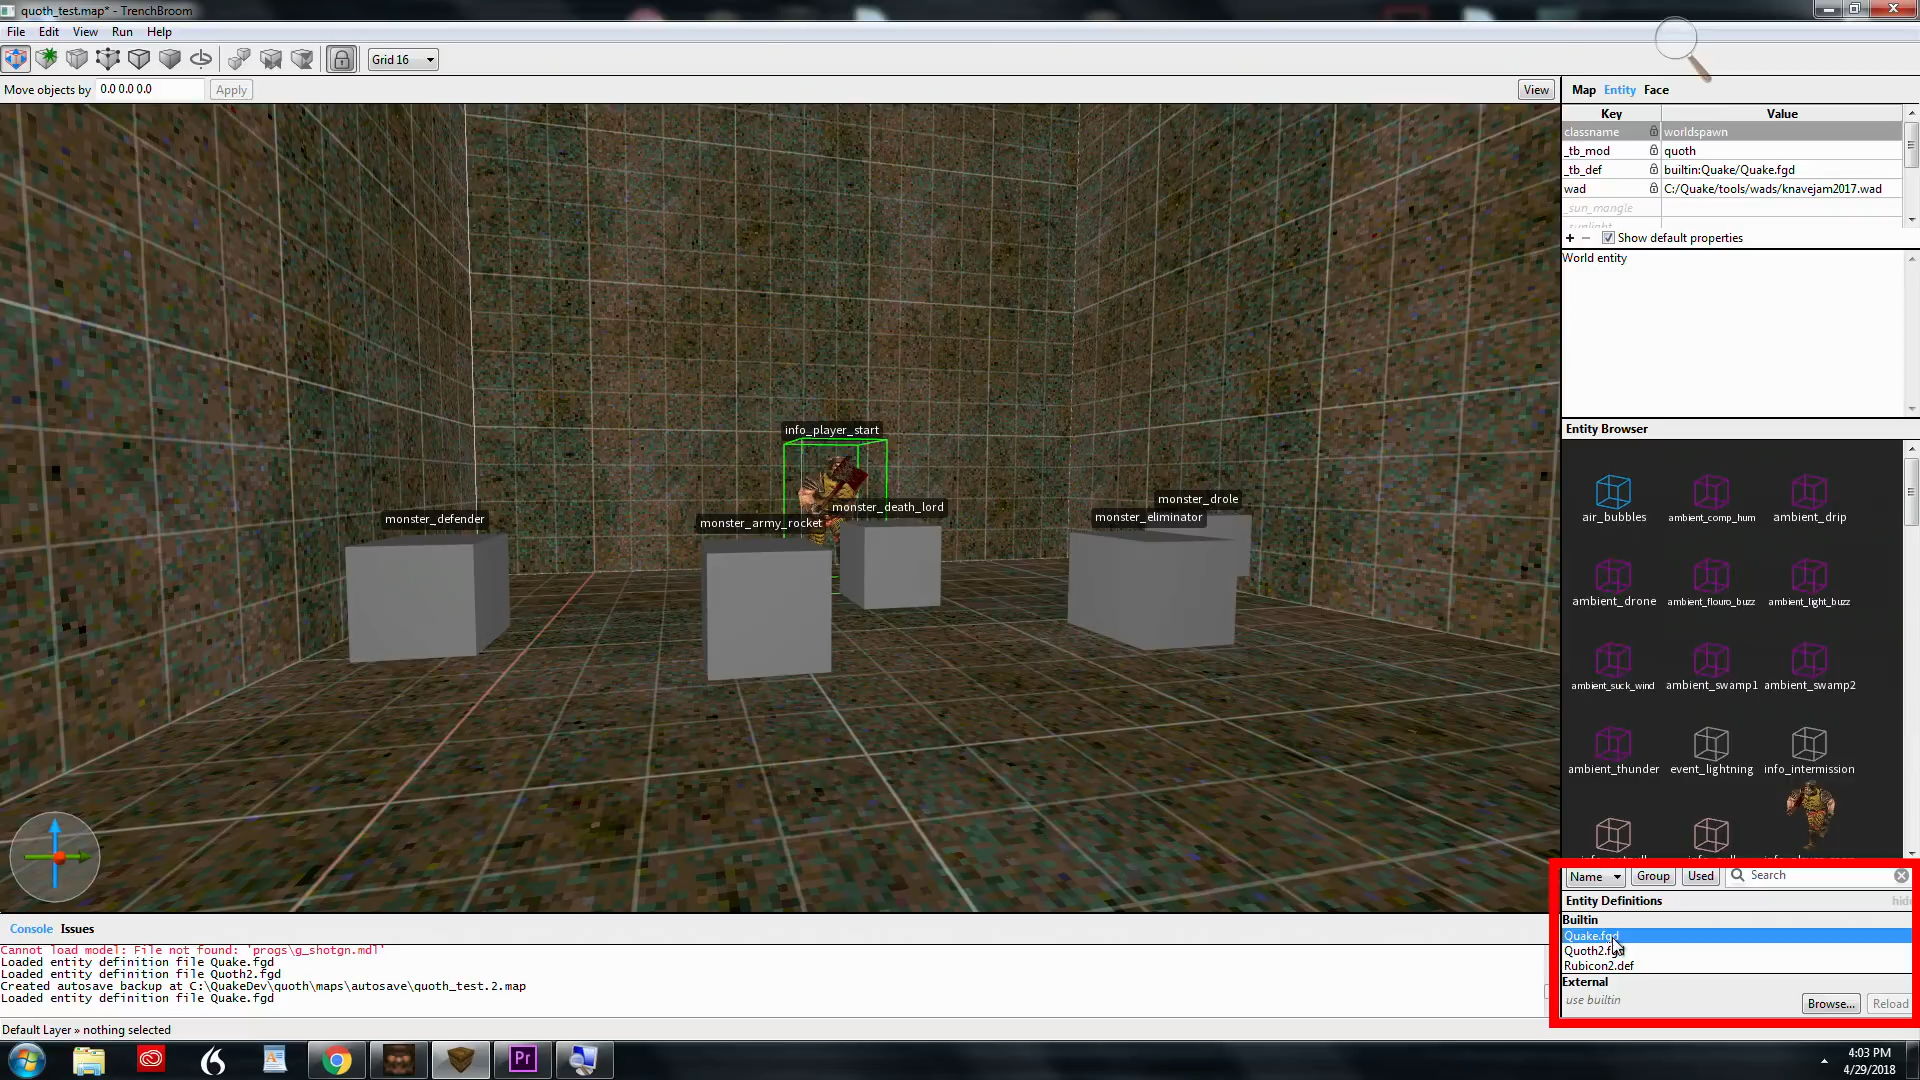 quoth_test.map* - TrenchBroom
File Edit View Run Help
Grid 16
Move objects by 0.0 0.0 0.0 Apply View
Map Entity Face
Key Value
classname worldspawn
_tb_mod quoth
_tb_def builtin:Quake/Quake.fgd
wad C:/Quake/tools/wads/knavejam2017.wad
_sun_mangle
+ − Show default properties
World entity
Entity Browser
info_player_start
monster_drole
monster_death_lord
monster_defender
monster_army_rocket
monster_eliminator
air_bubbles ambient_comp_hum ambient_drip
ambient_drone ambient_flouro_buzz ambient_light_buzz
ambient_suck_wind ambient_swamp1 ambient_swamp2
ambient_thunder event_lightning info_intermission
Name Group Used Search
Entity Definitions
Builtin
Quake.fgd
Quoth2.fgd
Rubicon2.def
External
use builtin Browse... Reload
Console Issues
Cannot load model: File not found: 'progs\g_shotgn.mdl'
Loaded entity definition file Quake.fgd
Loaded entity definition file Quoth2.fgd
Created autosave backup at C:\QuakeDev\quoth\maps\autosave\quoth_test.2.map
Loaded entity definition file Quake.fgd
Default Layer » nothing selected
Pr
4:03 PM
4/29/2018